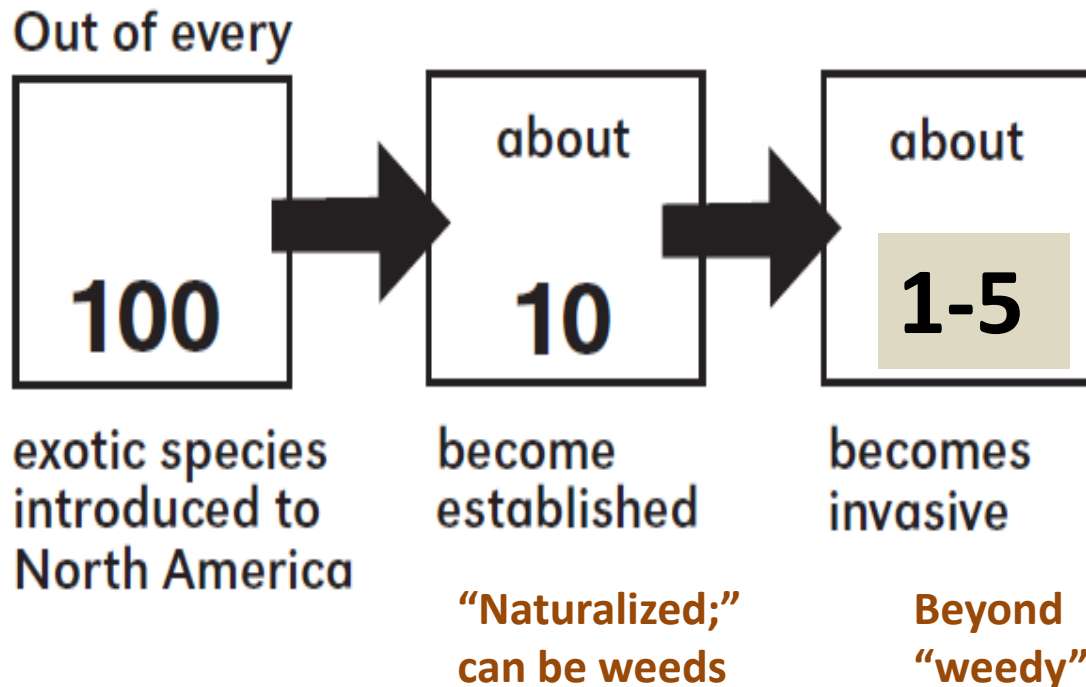 Out of every
100
exotic species
introduced to
North America
about
10
become
established
“Naturalized;”
can be weeds
about
1-5
becomes
invasive
Beyond
“weedy”